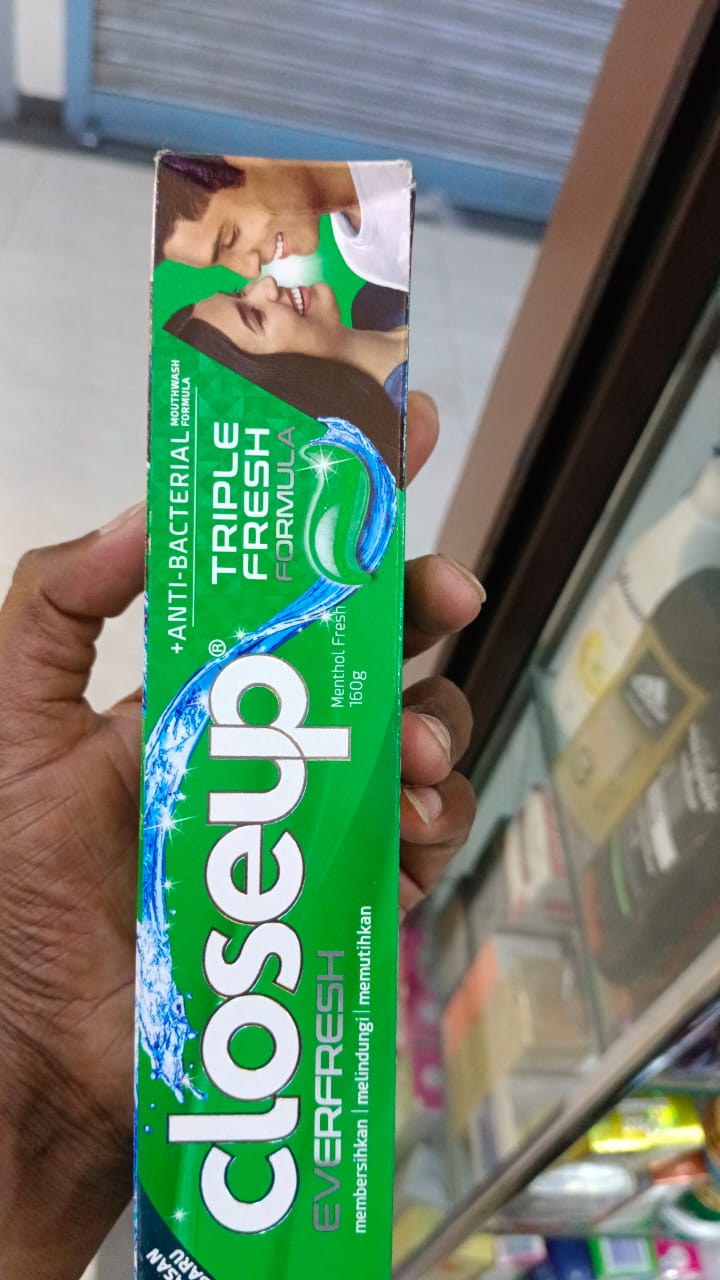 closeup®
EVERFRESH
membersihkan | melindungi | memutihkan
+ANTI-BACTERIAL MOUTHWASH
FORMULA
TRIPLE
FRESH
FORMULA
Menthol Fresh
160g
BARU